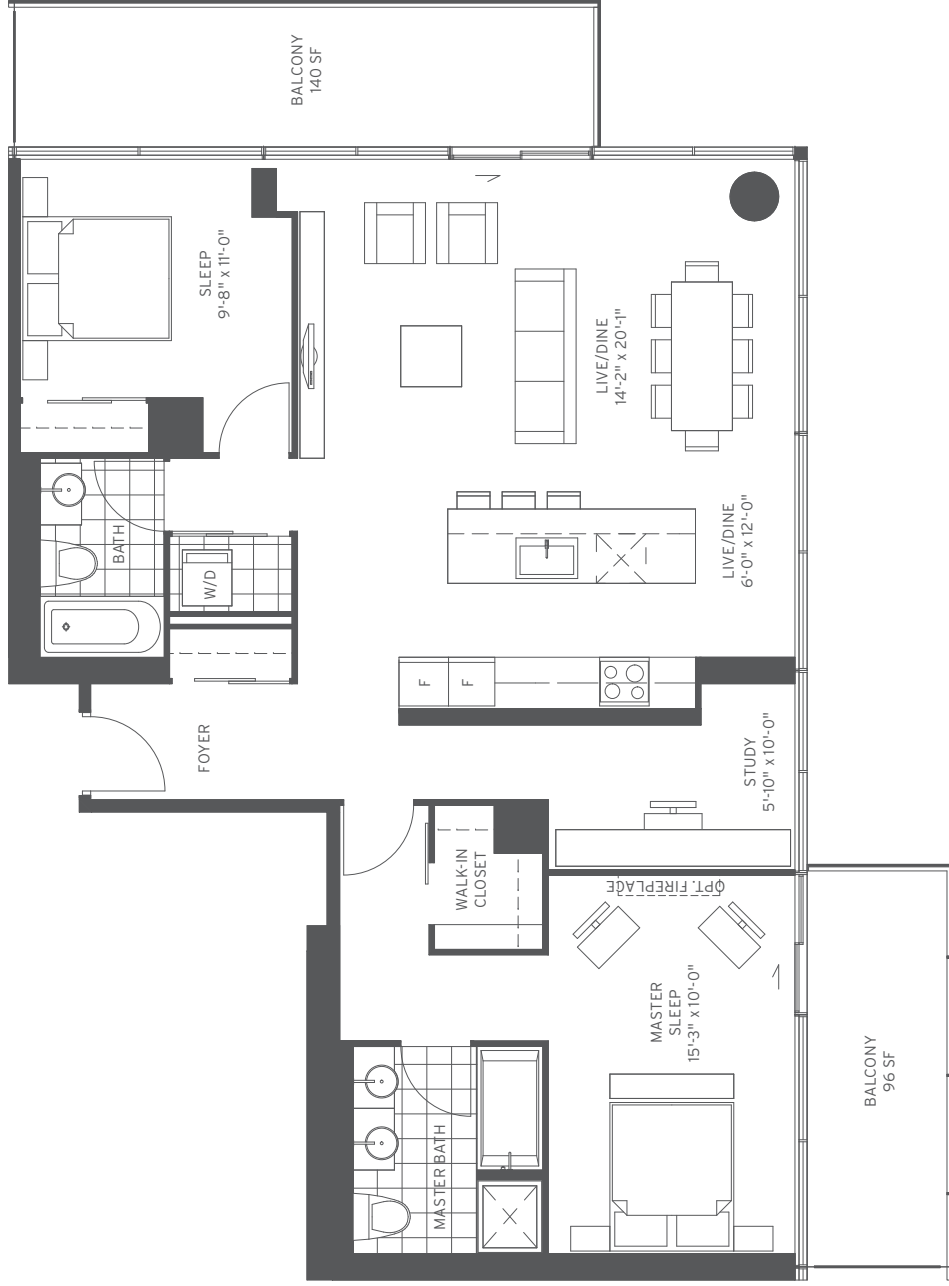 BALCONY
140 SF
SLEEP
9'-8" x 11'-0"
LIVE/DINE
14'-2" x 20'-1"
BATH
W/D
LIVE/DINE
6'-0" x 12'-0"
F
F
FOYER
STUDY
5'-10" x 10'-0"
WALK-IN
CLOSET
OPT. FIREPLACE
MASTER
SLEEP
15'-3" x 10'-0"
MASTER BATH
BALCONY
96 SF